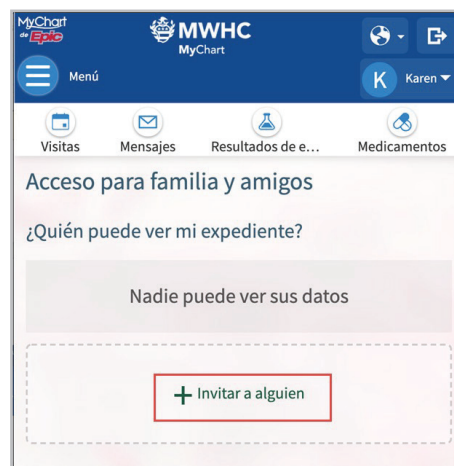 MyChart
de Epic
MWHC
MyChart
Menú
K Karen
Visitas
Mensajes
Resultados de e...
Medicamentos
Acceso para familia y amigos
¿Quién puede ver mi expediente?
Nadie puede ver sus datos
+ Invitar a alguien